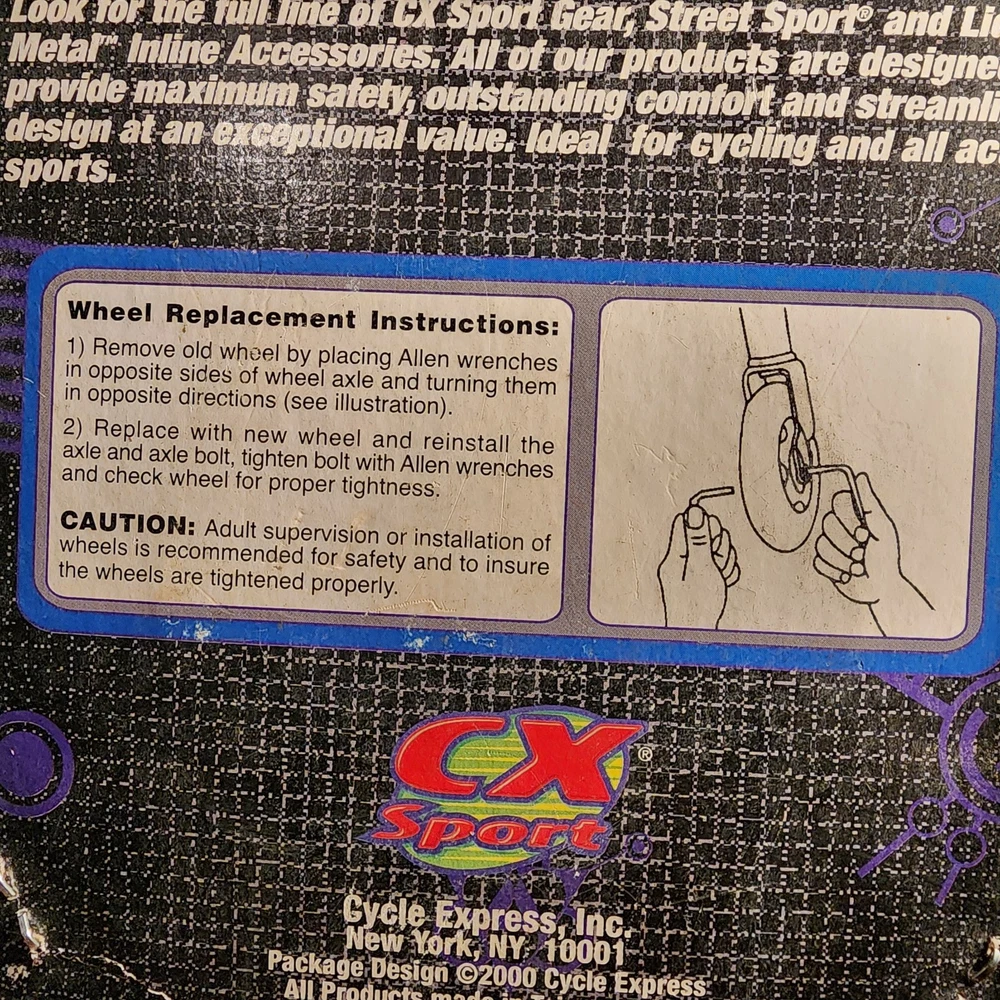 Look for the full line of CX Sport Gear, Street Sport® and
Metal™ Inline Accessories. All of our products are
provide maximum safety, outstanding comfort and
design at an exceptional value. Ideal for cycling and all
sports.
Wheel Replacement Instructions:
1) Remove old wheel by placing Allen wrenches
in opposite sides of wheel axle and turning them
in opposite directions (see illustration).
2) Replace with new wheel and reinstall the
axle and axle bolt, tighten bolt with Allen wrenches
and check wheel for proper tightness.
CAUTION: Adult supervision or installation of
wheels is recommended for safety and to insure
the wheels are tightened properly.
CX®
Sport
Cycle Express, Inc.
New York, NY 10001
Package Design ©2000 Cycle Express
All Products made in